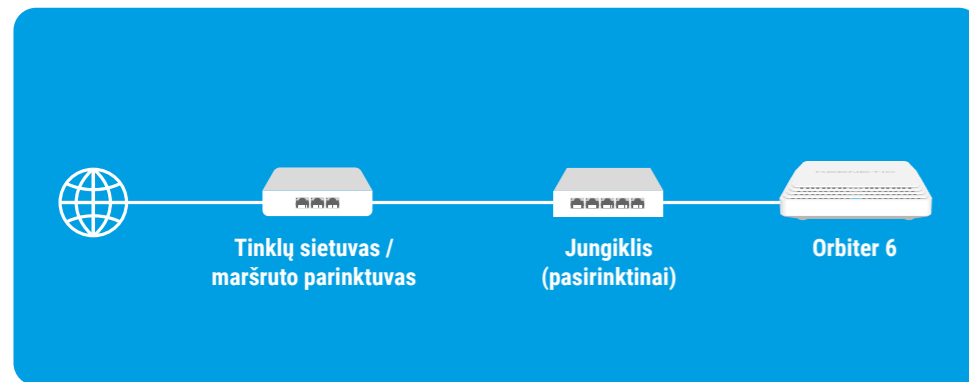 Tinklų sietuvas /
maršruto parinktuvas
Jungiklis
(pasirinktinai)
Orbiter 6